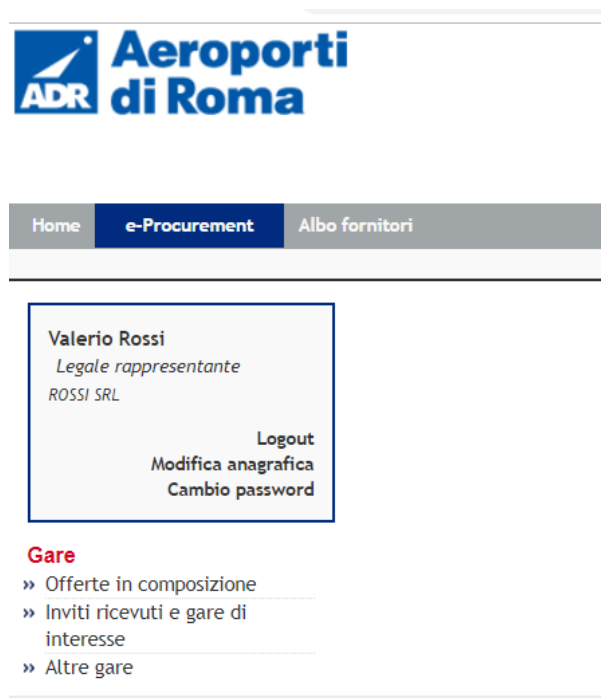 ADR
Aeroporti
di Roma
Home e-Procurement Albo fornitori
Valerio Rossi
Legale rappresentante
ROSSI SRL
Logout
Modifica anagrafica
Cambio password
Gare
» Offerte in composizione
» Inviti ricevuti e gare di
interesse
» Altre gare